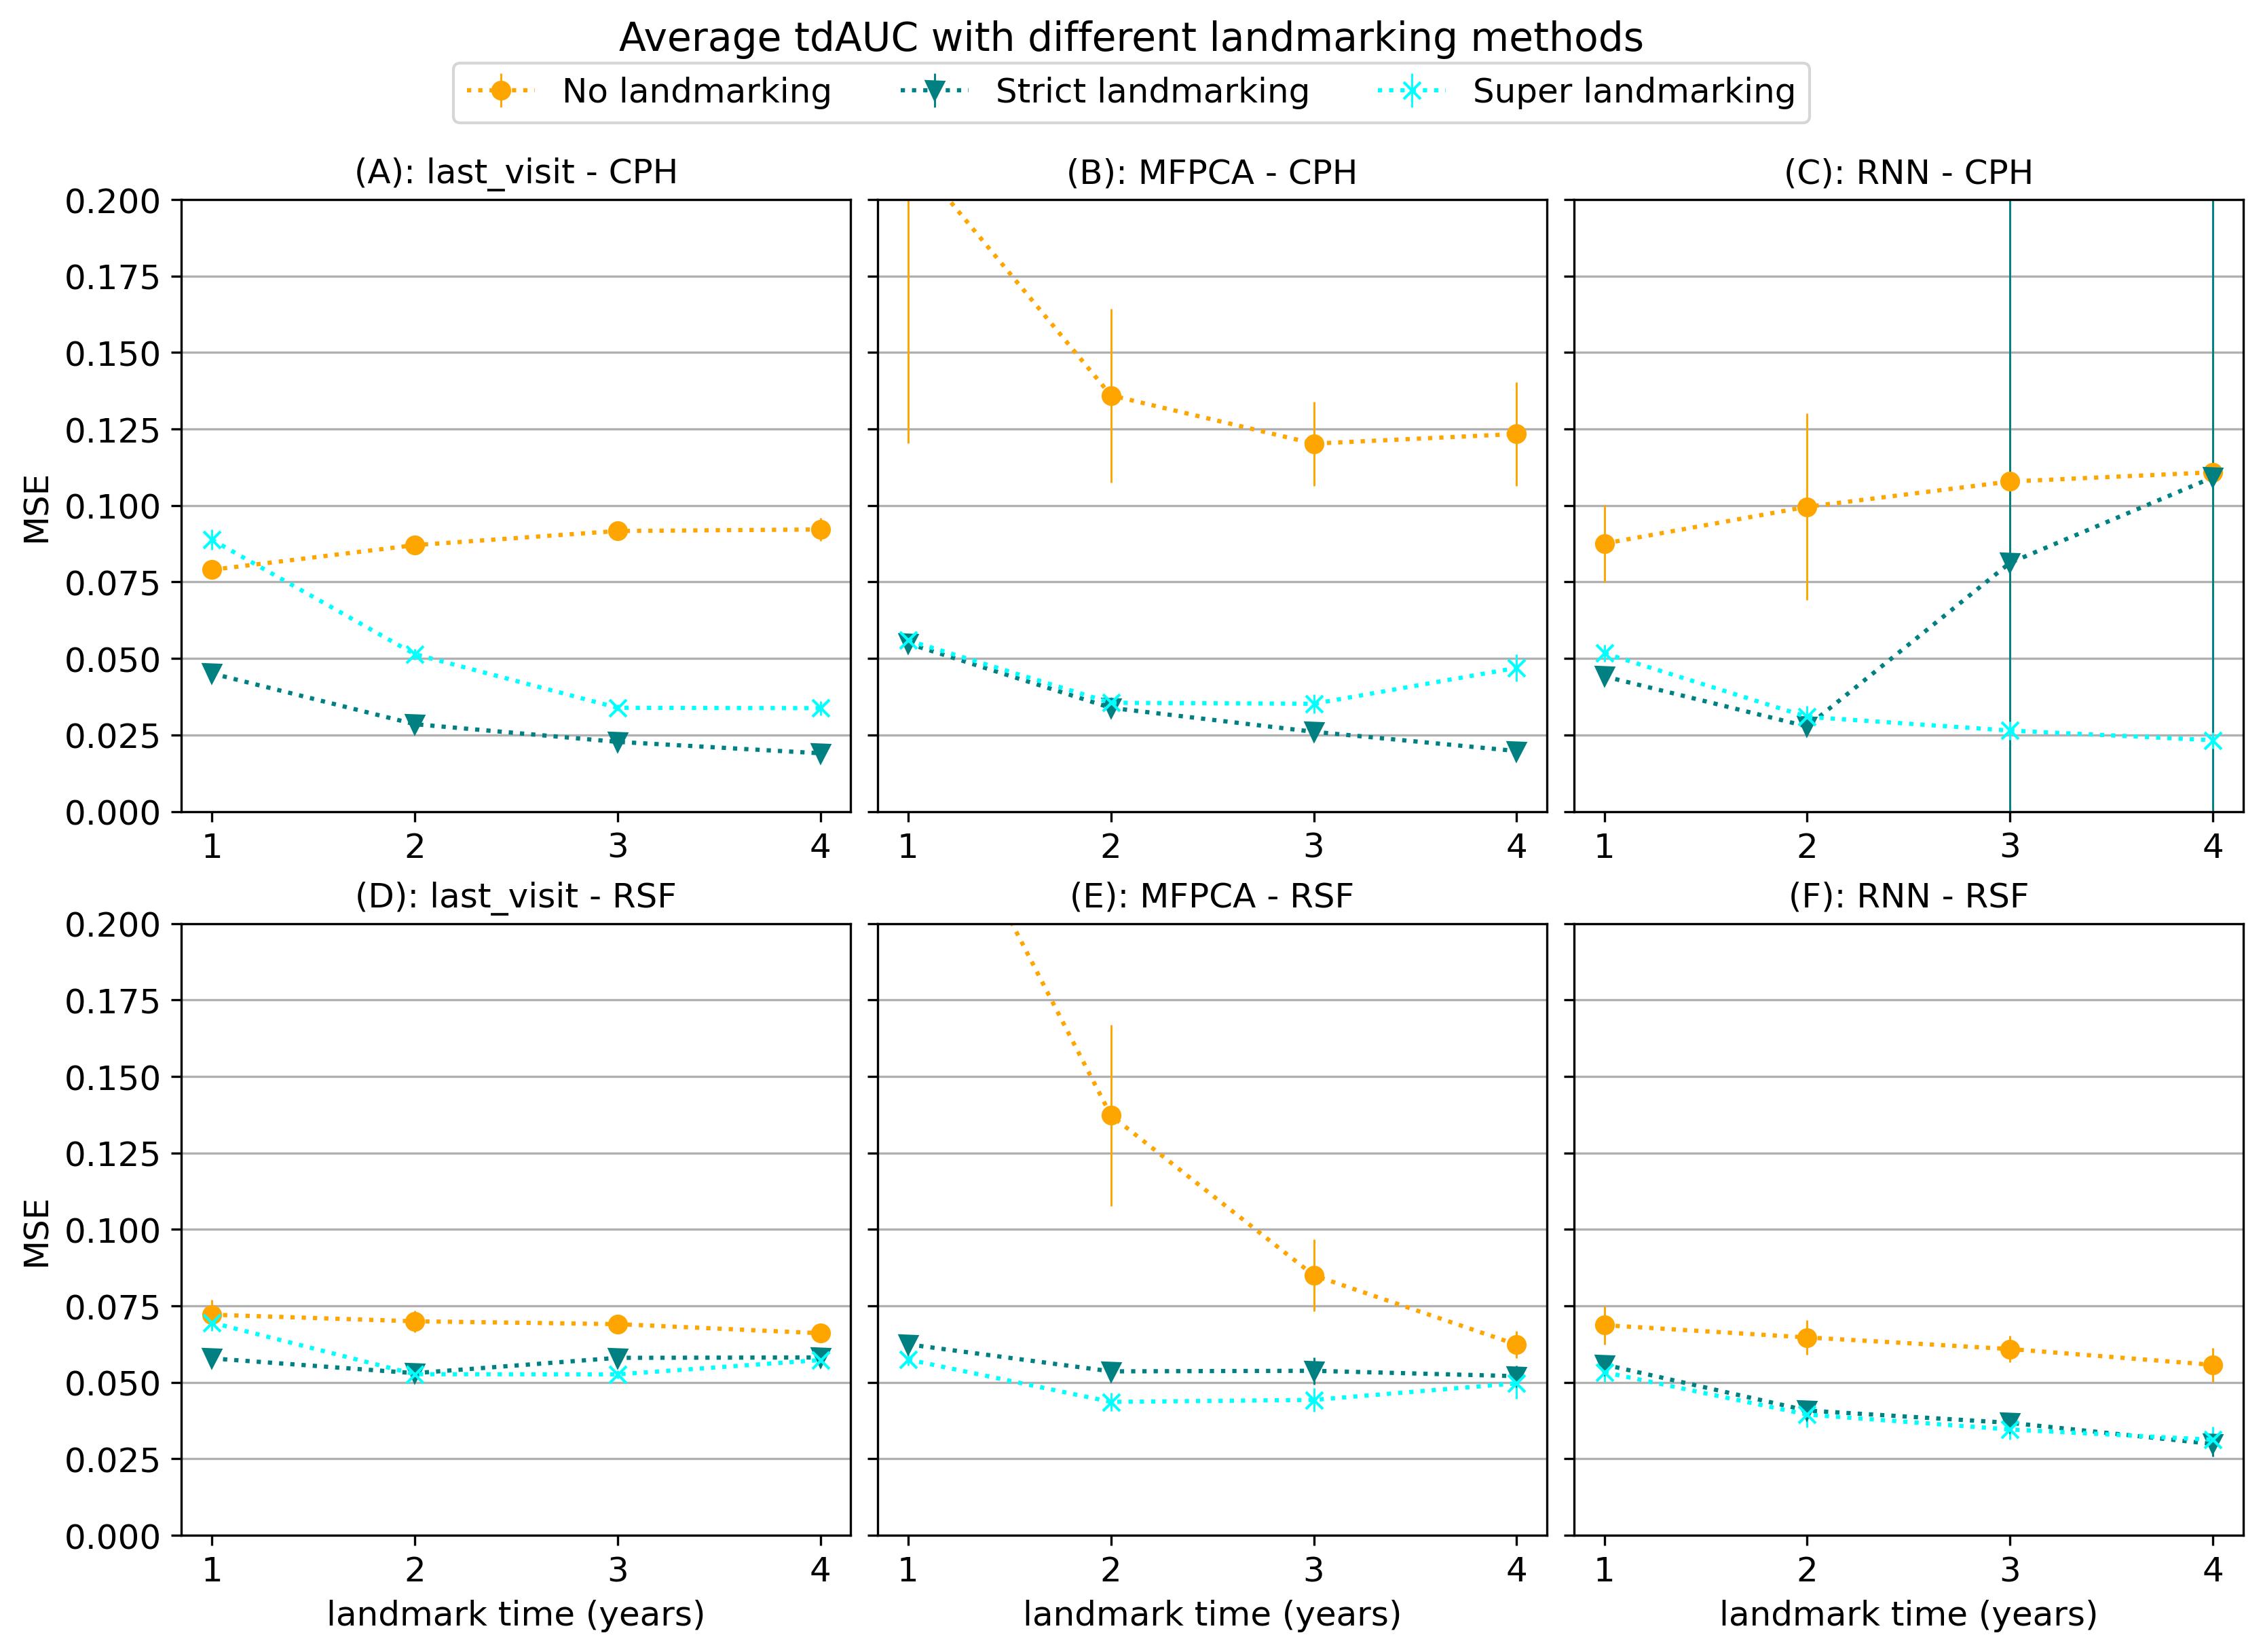 Average tdAUC with different landmarking methods
No landmarking Strict landmarking Super landmarking
(A): last_visit - CPH (B): MFPCA - CPH (C): RNN - CPH
0.200
0.175
0.150
0.125
0.100
0.075
0.050
0.025
0.000
MSE
1 2 3 4 1 2 3 4 1 2 3 4
(D): last_visit - RSF (E): MFPCA - RSF (F): RNN - RSF
0.200
0.175
0.150
0.125
0.100
0.075
0.050
0.025
0.000
MSE
1 2 3 4 1 2 3 4 1 2 3 4
landmark time (years) landmark time (years) landmark time (years)